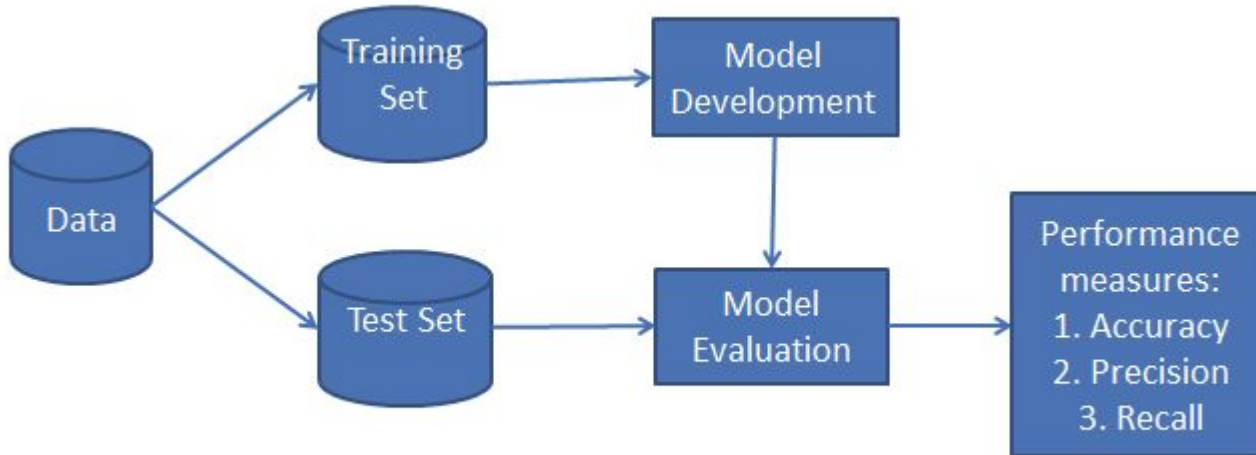 Data
Training
Set
Test Set
Model
Development
Model
Evaluation
Performance
measures:
1. Accuracy
2. Precision
3. Recall